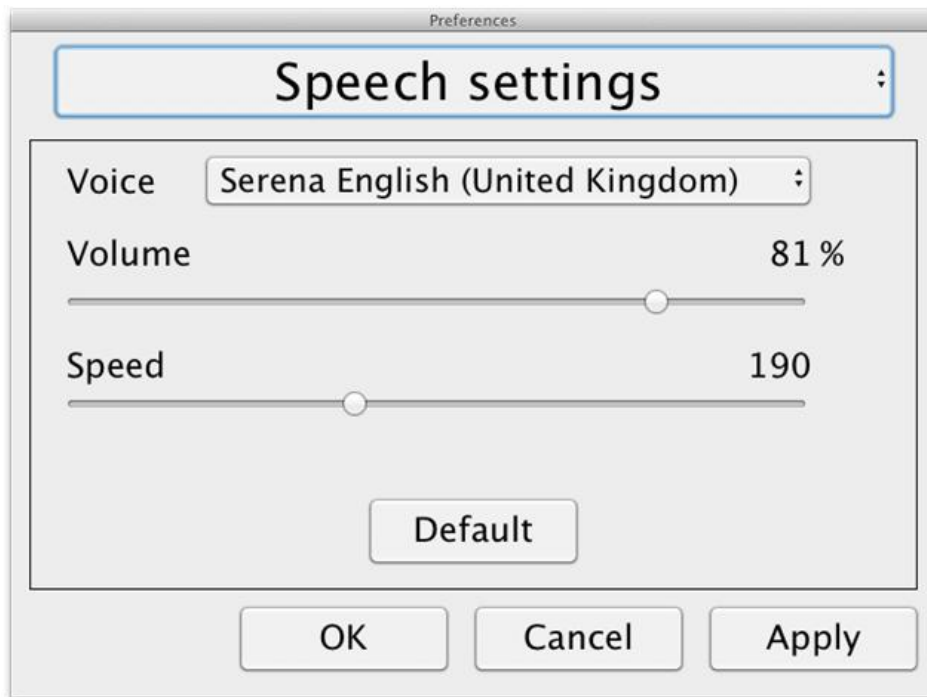 Preferences
Speech settings
Voice Serena English (United Kingdom)
Volume 81 %
Speed 190
Default
OK Cancel Apply